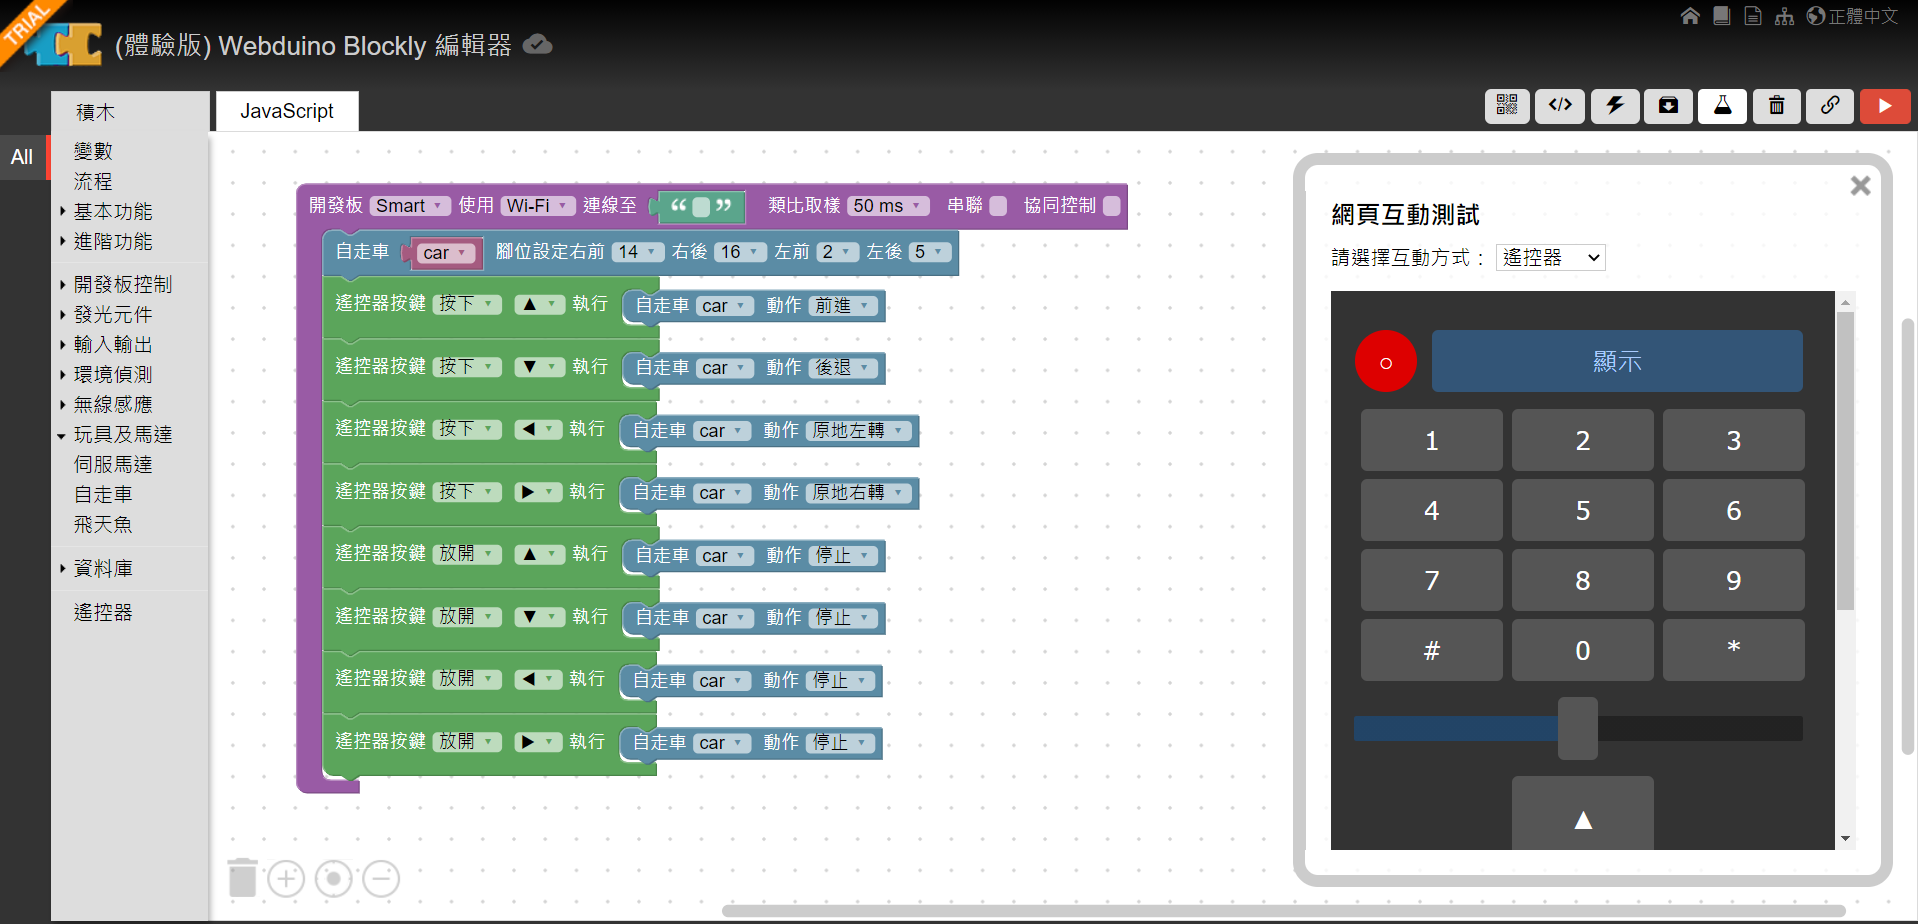 TRIAL
(體驗版) Webduino Blockly 編輯器
正體中文
積木
JavaScript
All
變數
流程
基本功能
進階功能
開發板控制
發光元件
輸入輸出
環境偵測
無線感應
玩具及馬達
伺服馬達
自走車
飛天魚
資料庫
遙控器
開發板 Smart 使用 Wi-Fi 連線至 “ ” 類比取樣 50 ms 串聯 協同控制
自走車 car 腳位設定右前 14 右後 16 左前 2 左後 5
遙控器按鍵 按下 ▲ 執行 自走車 car 動作 前進
遙控器按鍵 按下 ▼ 執行 自走車 car 動作 後退
遙控器按鍵 按下 ◀ 執行 自走車 car 動作 原地左轉
遙控器按鍵 按下 ▶ 執行 自走車 car 動作 原地右轉
遙控器按鍵 放開 ▲ 執行 自走車 car 動作 停止
遙控器按鍵 放開 ▼ 執行 自走車 car 動作 停止
遙控器按鍵 放開 ◀ 執行 自走車 car 動作 停止
遙控器按鍵 放開 ▶ 執行 自走車 car 動作 停止
網頁互動測試
請選擇互動方式： 遙控器
○ 顯示
1 2 3
4 5 6
7 8 9
# 0 *
▲